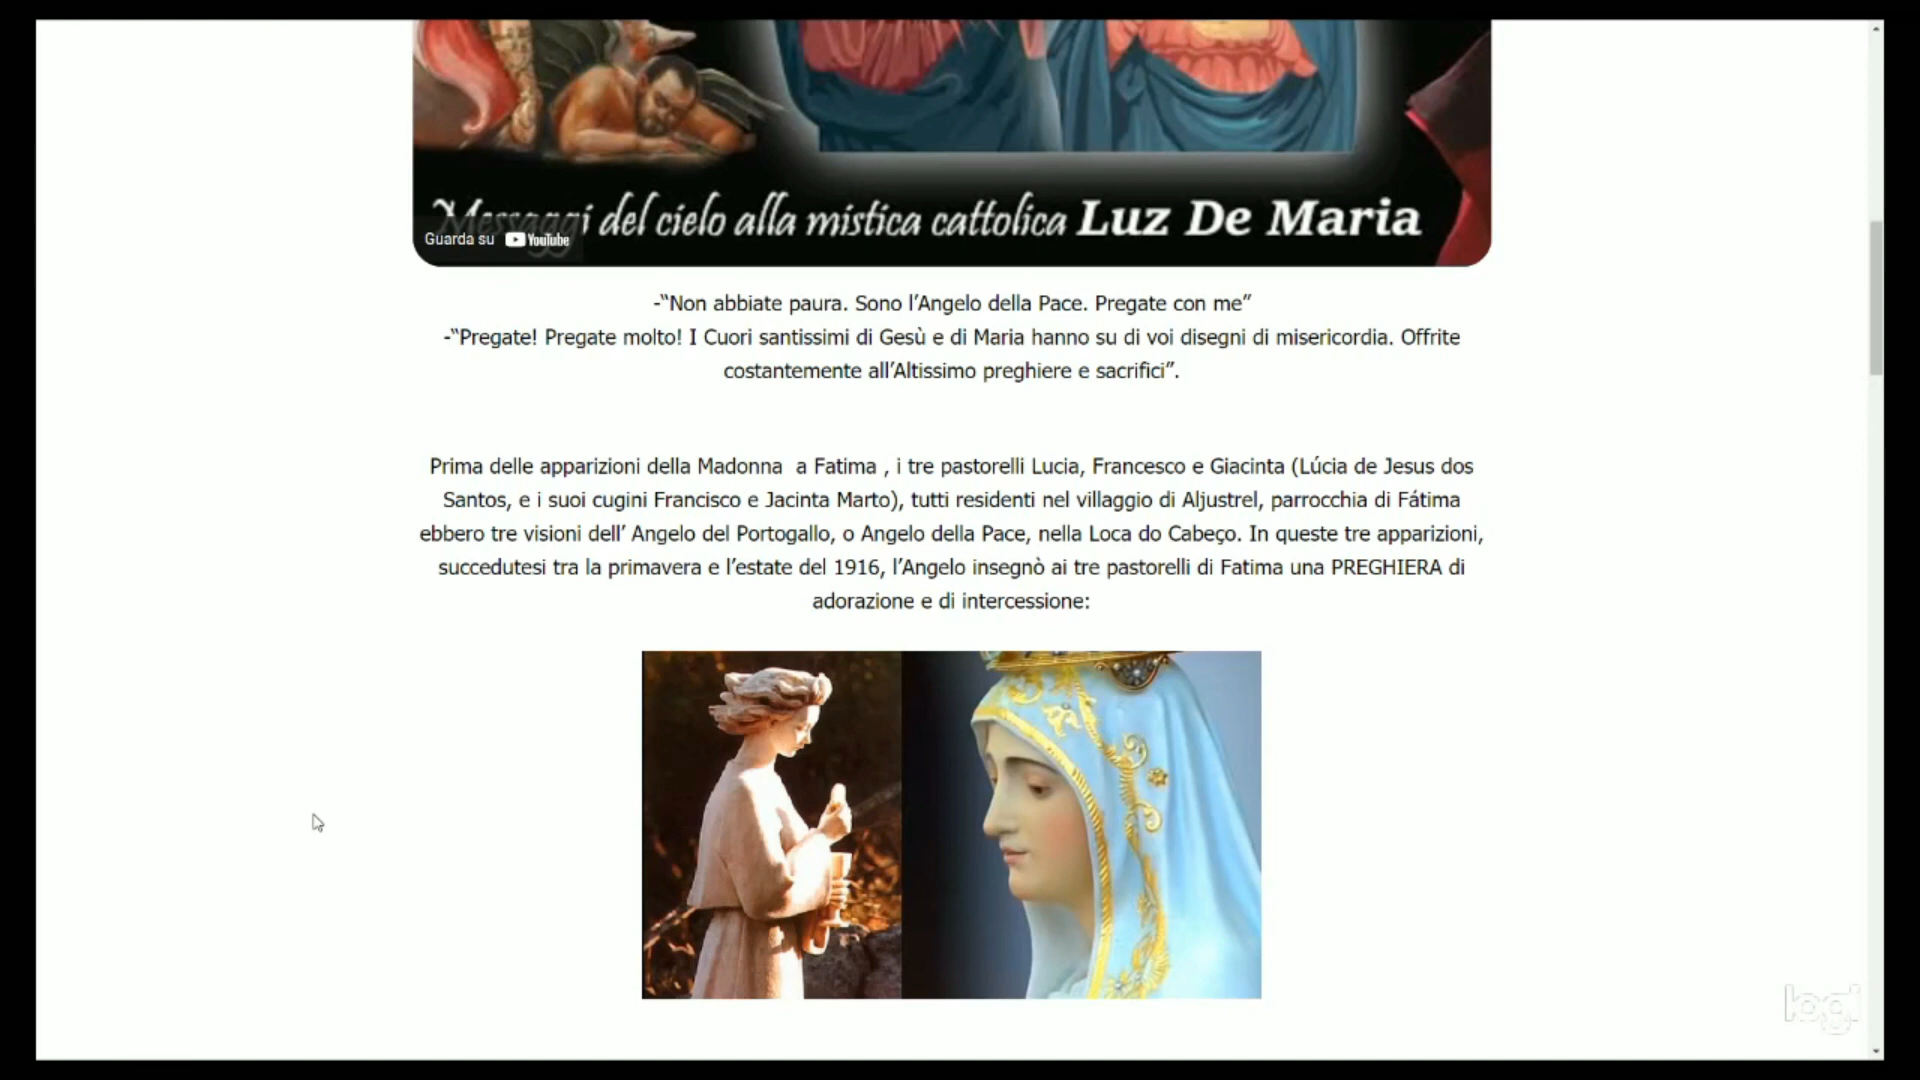 Messaggi del cielo alla mistica cattolica Luz De Maria
Guarda su YouTube
-“Non abbiate paura. Sono l’Angelo della Pace. Pregate con me”
-“Pregate! Pregate molto! I Cuori santissimi di Gesù e di Maria hanno su di voi disegni di misericordia. Offrite
costantemente all’Altissimo preghiere e sacrifici”.
Prima delle apparizioni della Madonna  a Fatima , i tre pastorelli Lucia, Francesco e Giacinta (Lúcia de Jesus dos
Santos, e i suoi cugini Francisco e Jacinta Marto), tutti residenti nel villaggio di Aljustrel, parrocchia di Fátima
ebbero tre visioni dell’ Angelo del Portogallo, o Angelo della Pace, nella Loca do Cabeço. In queste tre apparizioni,
succedutesi tra la primavera e l’estate del 1916, l’Angelo insegnò ai tre pastorelli di Fatima una PREGHIERA di
adorazione e di intercessione:
logi